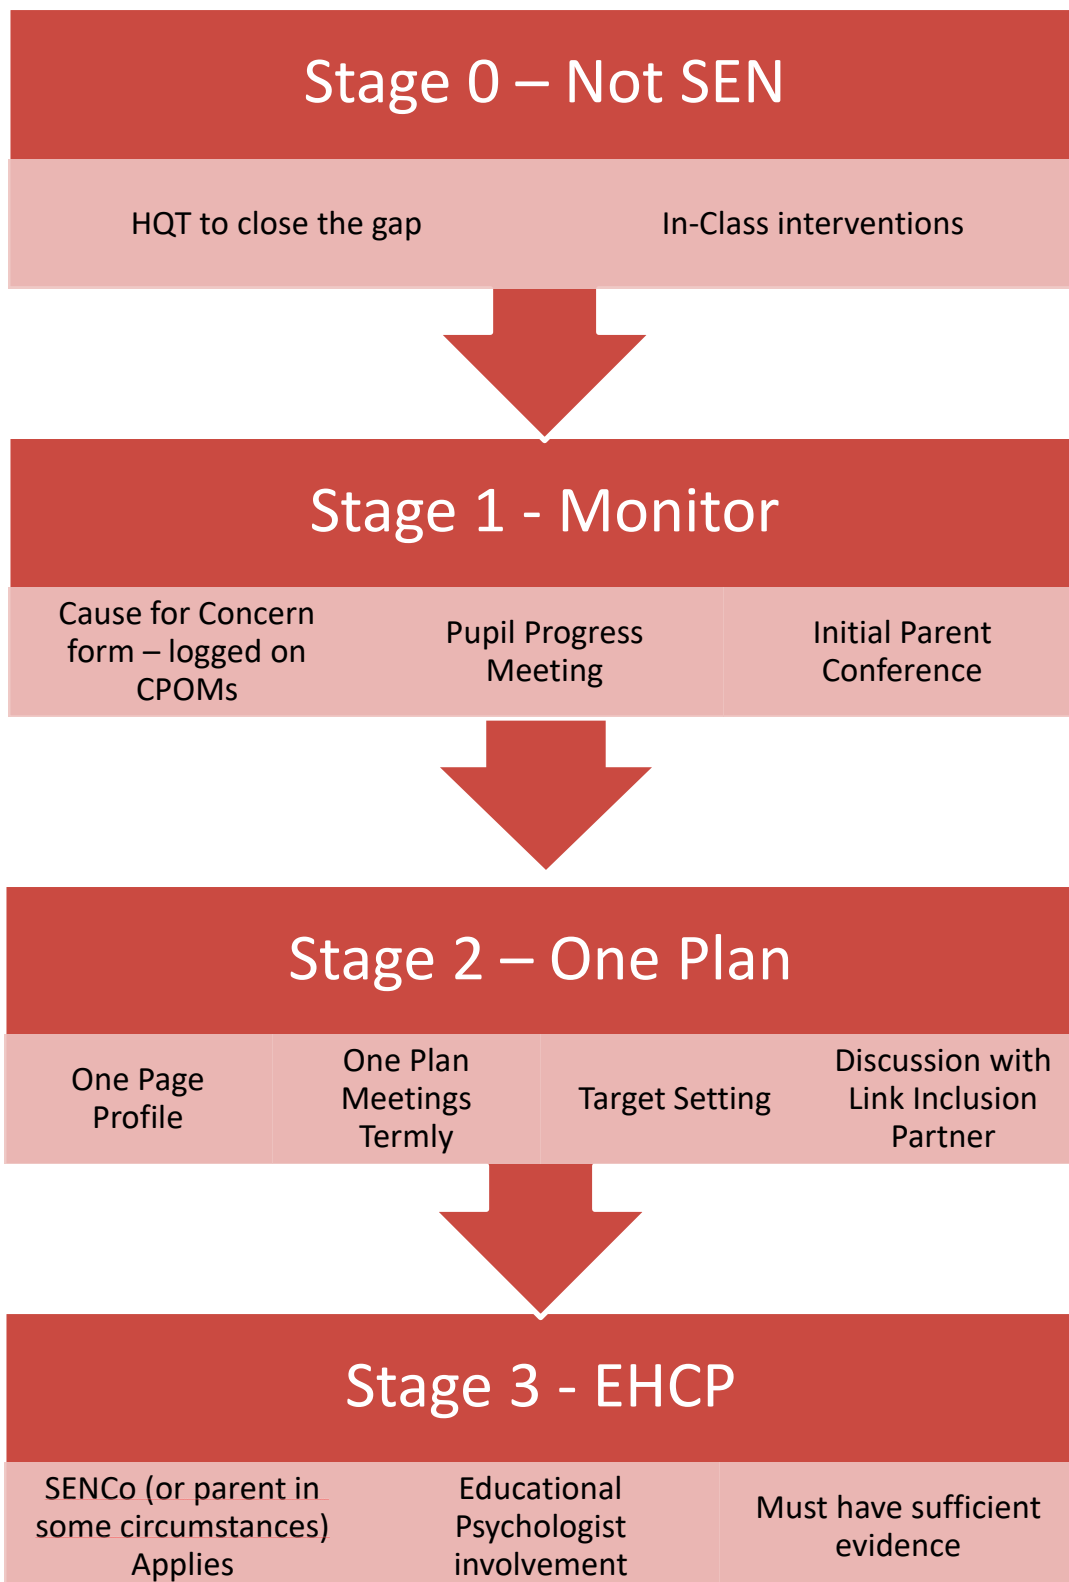 Stage 0 – Not SEN
HQT to close the gap
In-Class interventions
Stage 1 - Monitor
Cause for Concern
form – logged on
CPOMs
Pupil Progress
Meeting
Initial Parent
Conference
Stage 2 – One Plan
One Page
Profile
One Plan
Meetings
Termly
Target Setting
Discussion with
Link Inclusion
Partner
Stage 3 - EHCP
SENCo (or parent in
some circumstances)
Applies
Educational
Psychologist
involvement
Must have sufficient
evidence